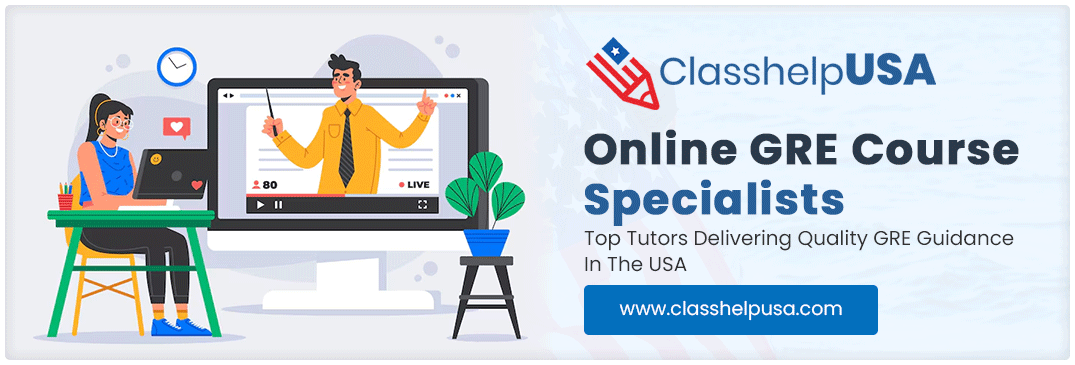 80
LIVE
ClasshelpUSA
Online GRE Course
Specialists
Top Tutors Delivering Quality GRE Guidance
In The USA
www.classhelpusa.com